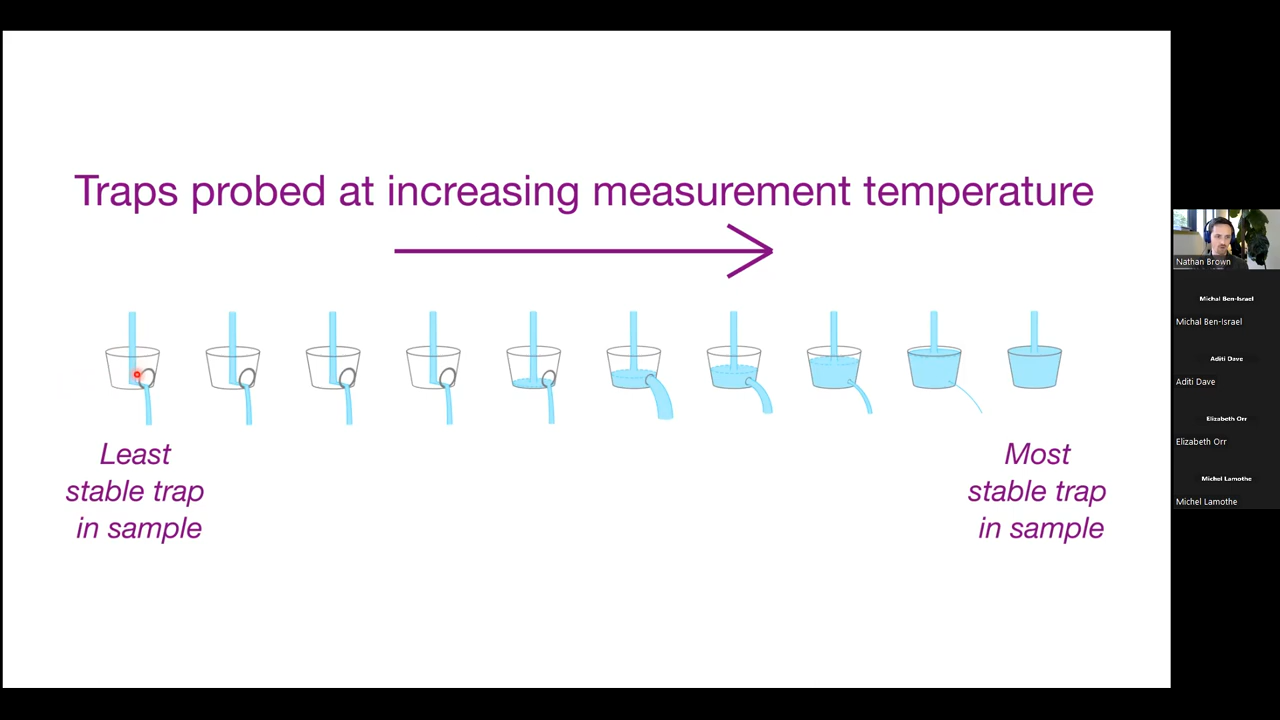 Traps probed at increasing measurement temperature
Least
stable trap
in sample
Most
stable trap
in sample
Nathan Brown
Michal Ben-Israel
Michal Ben-Israel
Aditi Dave
Aditi Dave
Elizabeth Orr
Elizabeth Orr
Michel Lamothe
Michel Lamothe